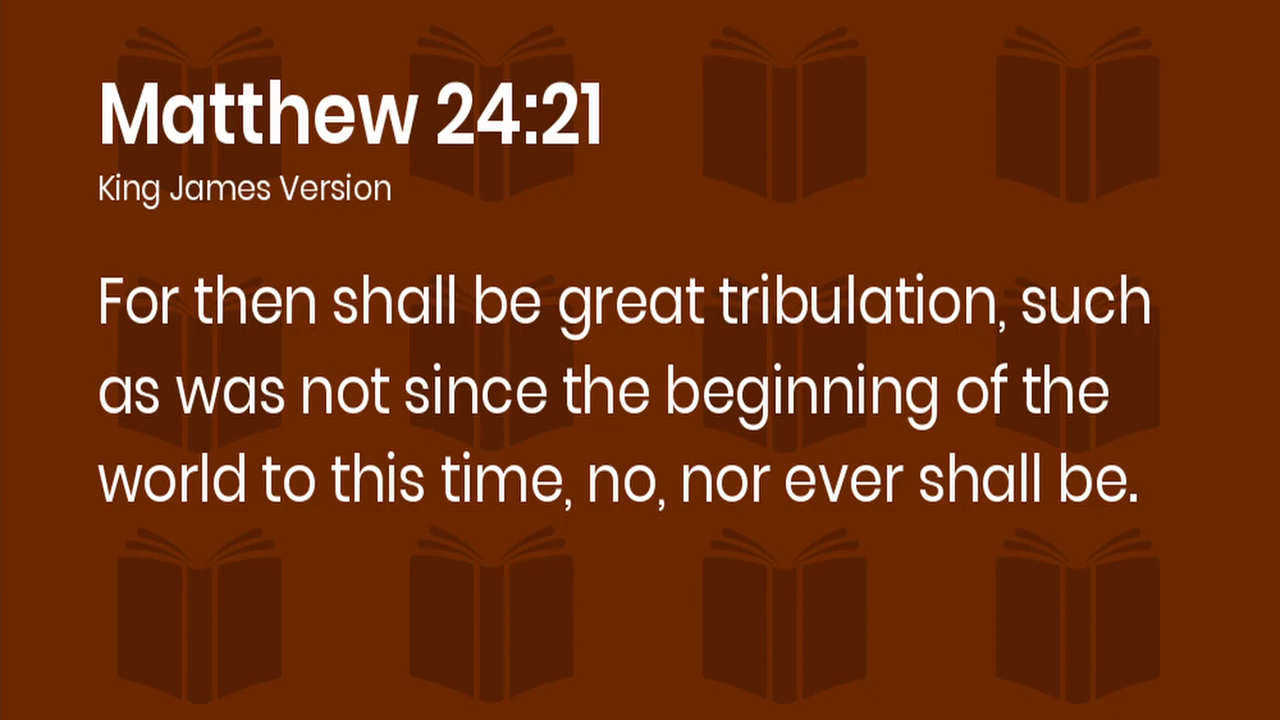 Matthew 24:21
King James Version
For then shall be great tribulation, such
as was not since the beginning of the
world to this time, no, nor ever shall be.